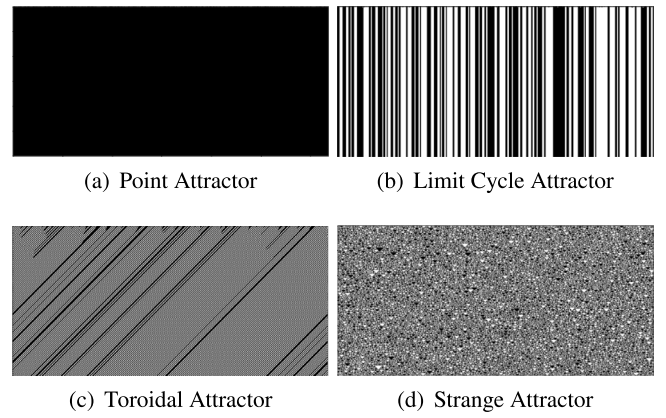 (a) Point Attractor
(b) Limit Cycle Attractor
(c) Toroidal Attractor
(d) Strange Attractor